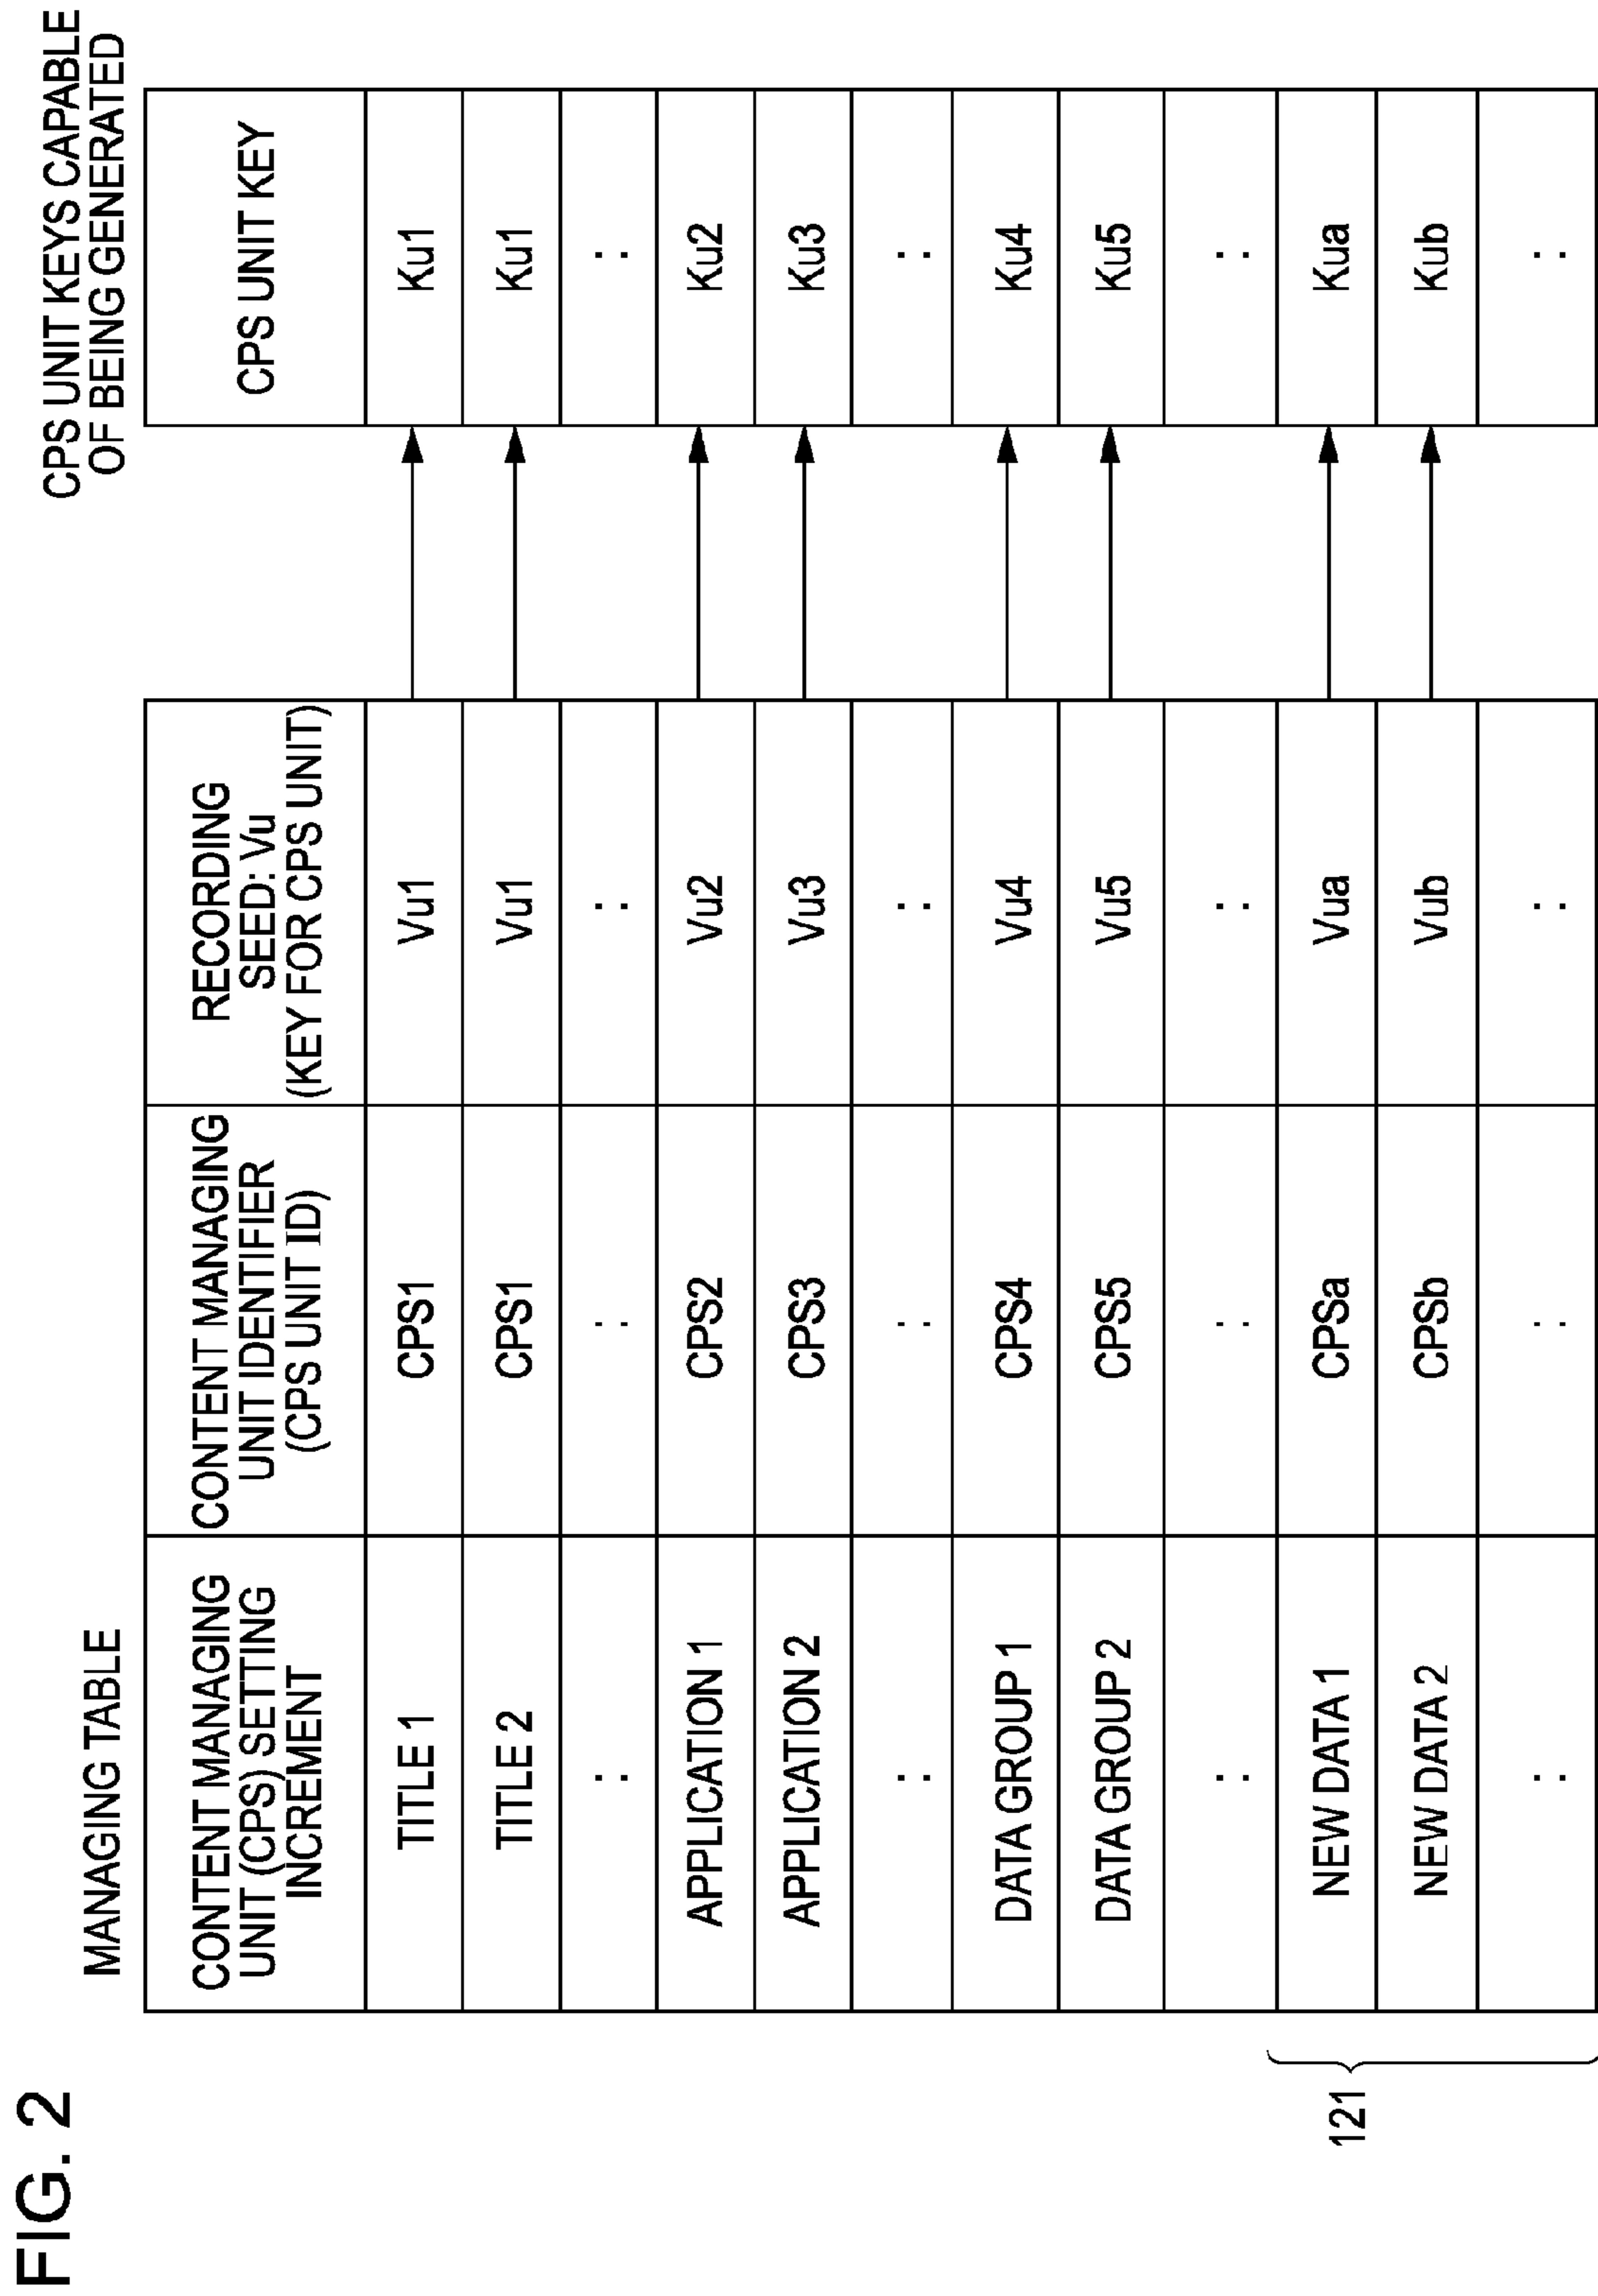 FIG. 2
MANAGING TABLE
CPS UNIT KEYS CAPABLE
OF BEING GENERATED
CONTENT MANAGING
UNIT (CPS) SETTING
INCREMENT
CONTENT MANAGING
UNIT IDENTIFIER
(CPS UNIT ID)
RECORDING
SEED: Vu
(KEY FOR CPS UNIT)
CPS UNIT KEY
TITLE 1 CPS1 Vu1 Ku1
TITLE 2 CPS1 Vu1 Ku1
: : : :
APPLICATION 1 CPS2 Vu2 Ku2
APPLICATION 2 CPS3 Vu3 Ku3
: : : :
DATA GROUP 1 CPS4 Vu4 Ku4
DATA GROUP 2 CPS5 Vu5 Ku5
: : : :
121
NEW DATA 1 CPSa Vua Kua
NEW DATA 2 CPSb Vub Kub
: : : :